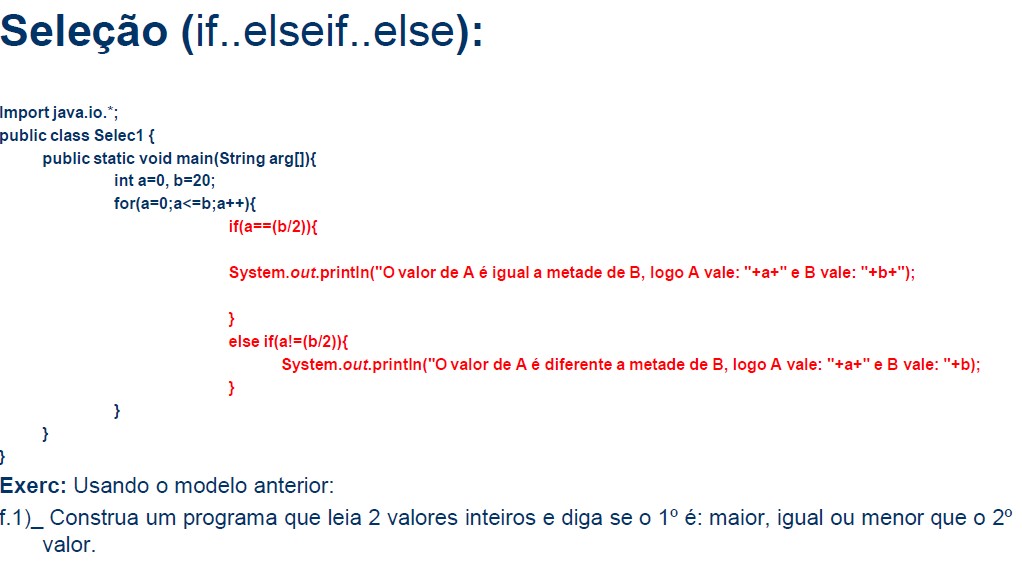 Seleção (if..elseif..else):
Import java.io.*;
public class Selec1 {
public static void main(String arg[]){
int a=0, b=20;
for(a=0;a<=b;a++){
if(a==(b/2)){
System.out.println("O valor de A é igual a metade de B, logo A vale: "+a+" e B vale: "+b+");
}
else if(a!=(b/2)){
System.out.println("O valor de A é diferente a metade de B, logo A vale: "+a+" e B vale: "+b);
}
}
}
}
Exerc: Usando o modelo anterior:
f.1)_ Construa um programa que leia 2 valores inteiros e diga se o 1º é: maior, igual ou menor que o 2º
valor.